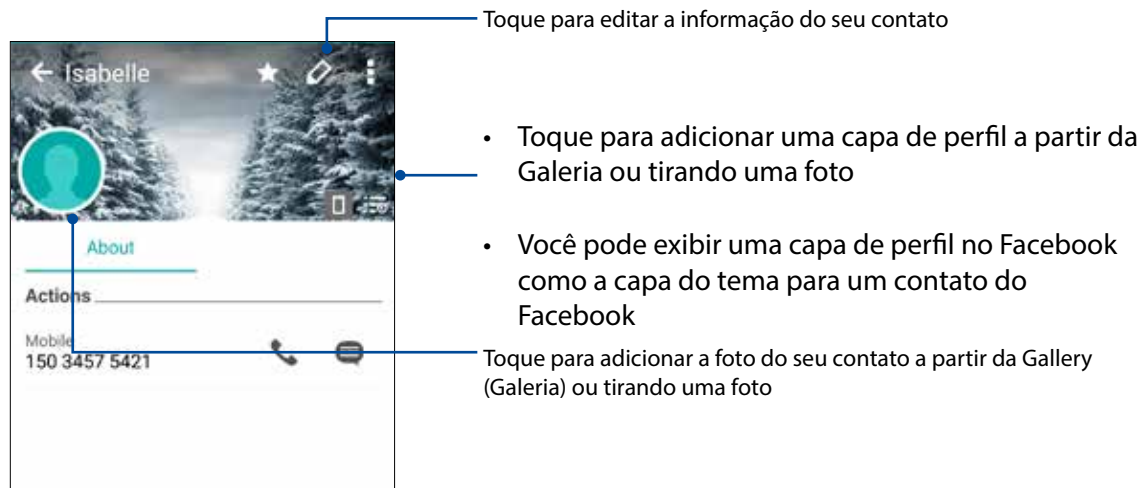 Toque para editar a informação do seu contato
Isabelle
• Toque para adicionar uma capa de perfil a partir da
Galeria ou tirando uma foto
About
• Você pode exibir uma capa de perfil no Facebook
como a capa do tema para um contato do
Facebook
Actions
Mobile
150 3457 5421
Toque para adicionar a foto do seu contato a partir da Gallery
(Galeria) ou tirando uma foto